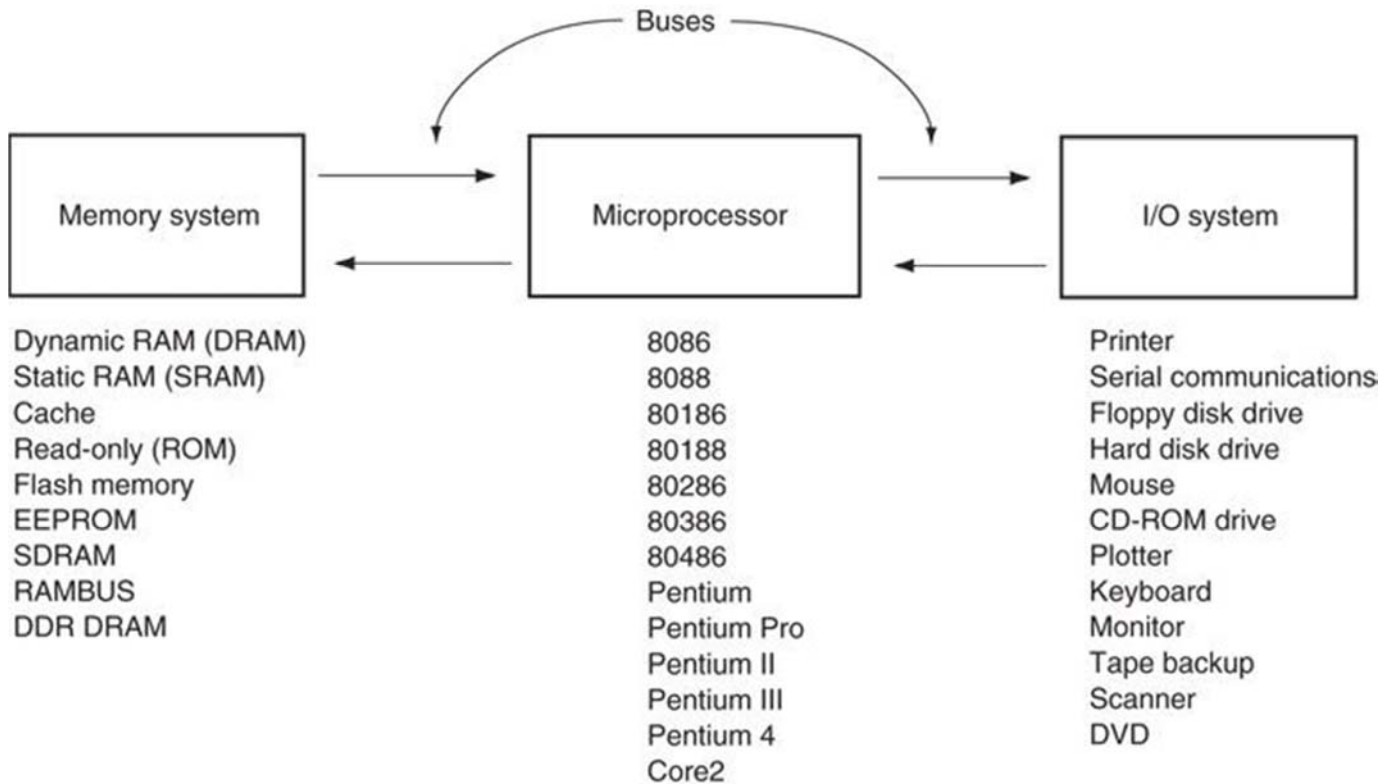 Buses
Memory system
Microprocessor
I/O system
Dynamic RAM (DRAM)
Static RAM (SRAM)
Cache
Read-only (ROM)
Flash memory
EEPROM
SDRAM
RAMBUS
DDR DRAM
8086
8088
80186
80188
80286
80386
80486
Pentium
Pentium Pro
Pentium II
Pentium III
Pentium 4
Core2
Printer
Serial communications
Floppy disk drive
Hard disk drive
Mouse
CD-ROM drive
Plotter
Keyboard
Monitor
Tape backup
Scanner
DVD